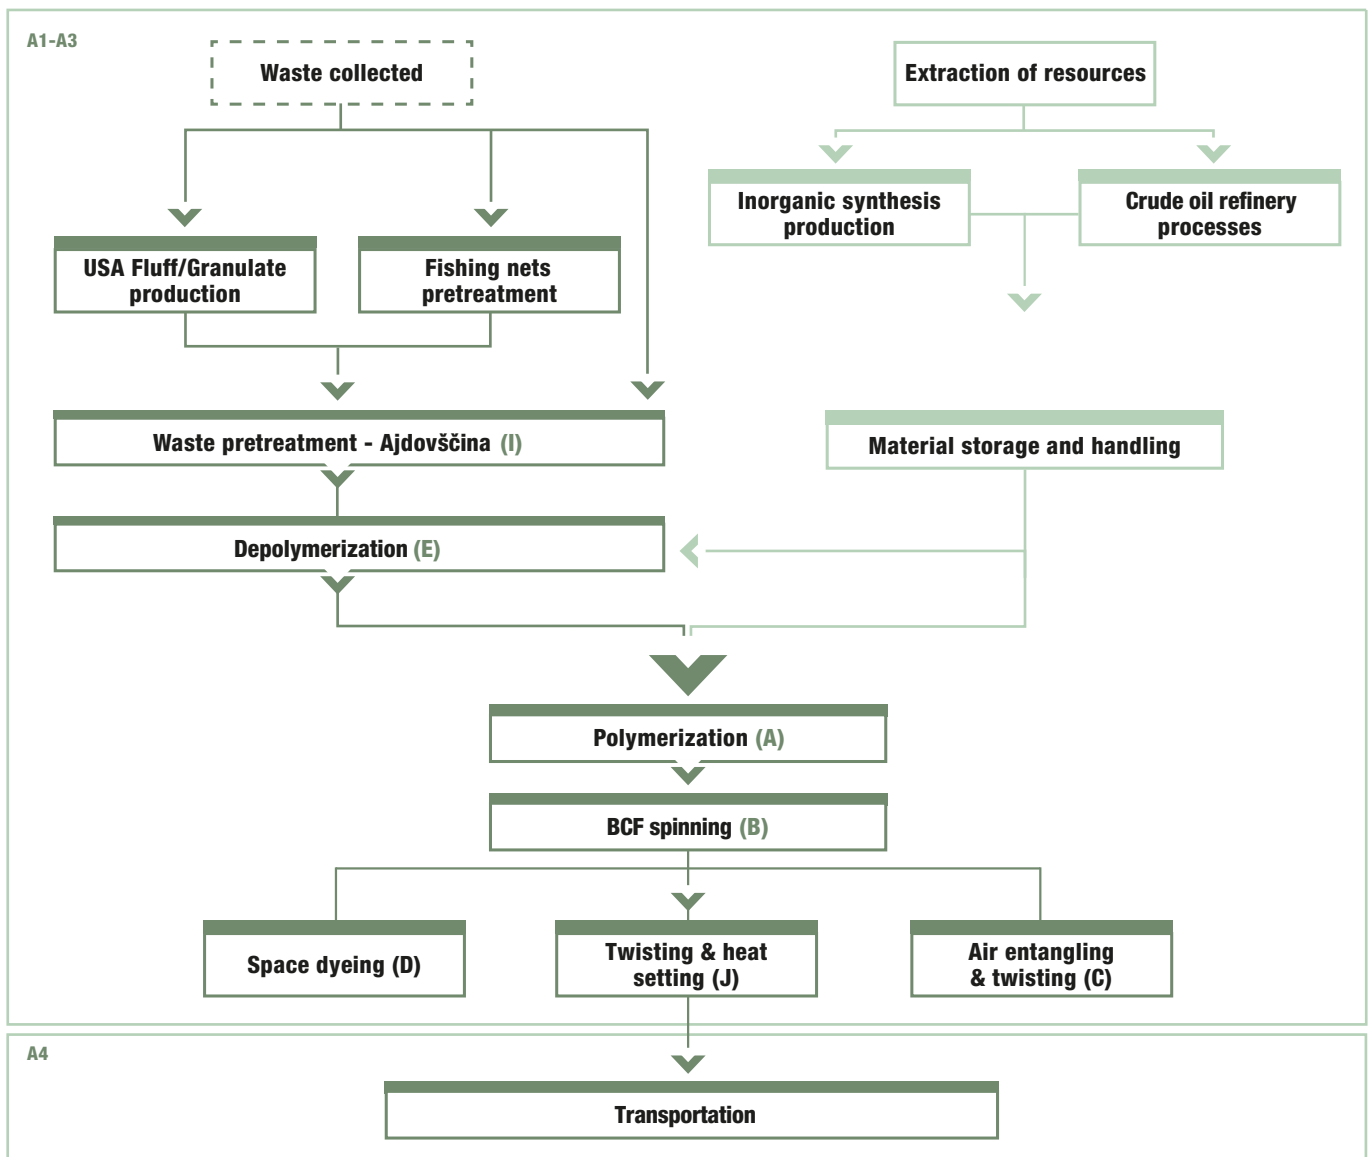 A1-A3
Waste collected
Extraction of resources
Inorganic synthesis
production
Crude oil refinery
processes
USA Fluff/Granulate
production
Fishing nets
pretreatment
Waste pretreatment - Ajdovščina (I)
Material storage and handling
Depolymerization (E)
Polymerization (A)
BCF spinning (B)
Space dyeing (D)
Twisting & heat
setting (J)
Air entangling
& twisting (C)
A4
Transportation